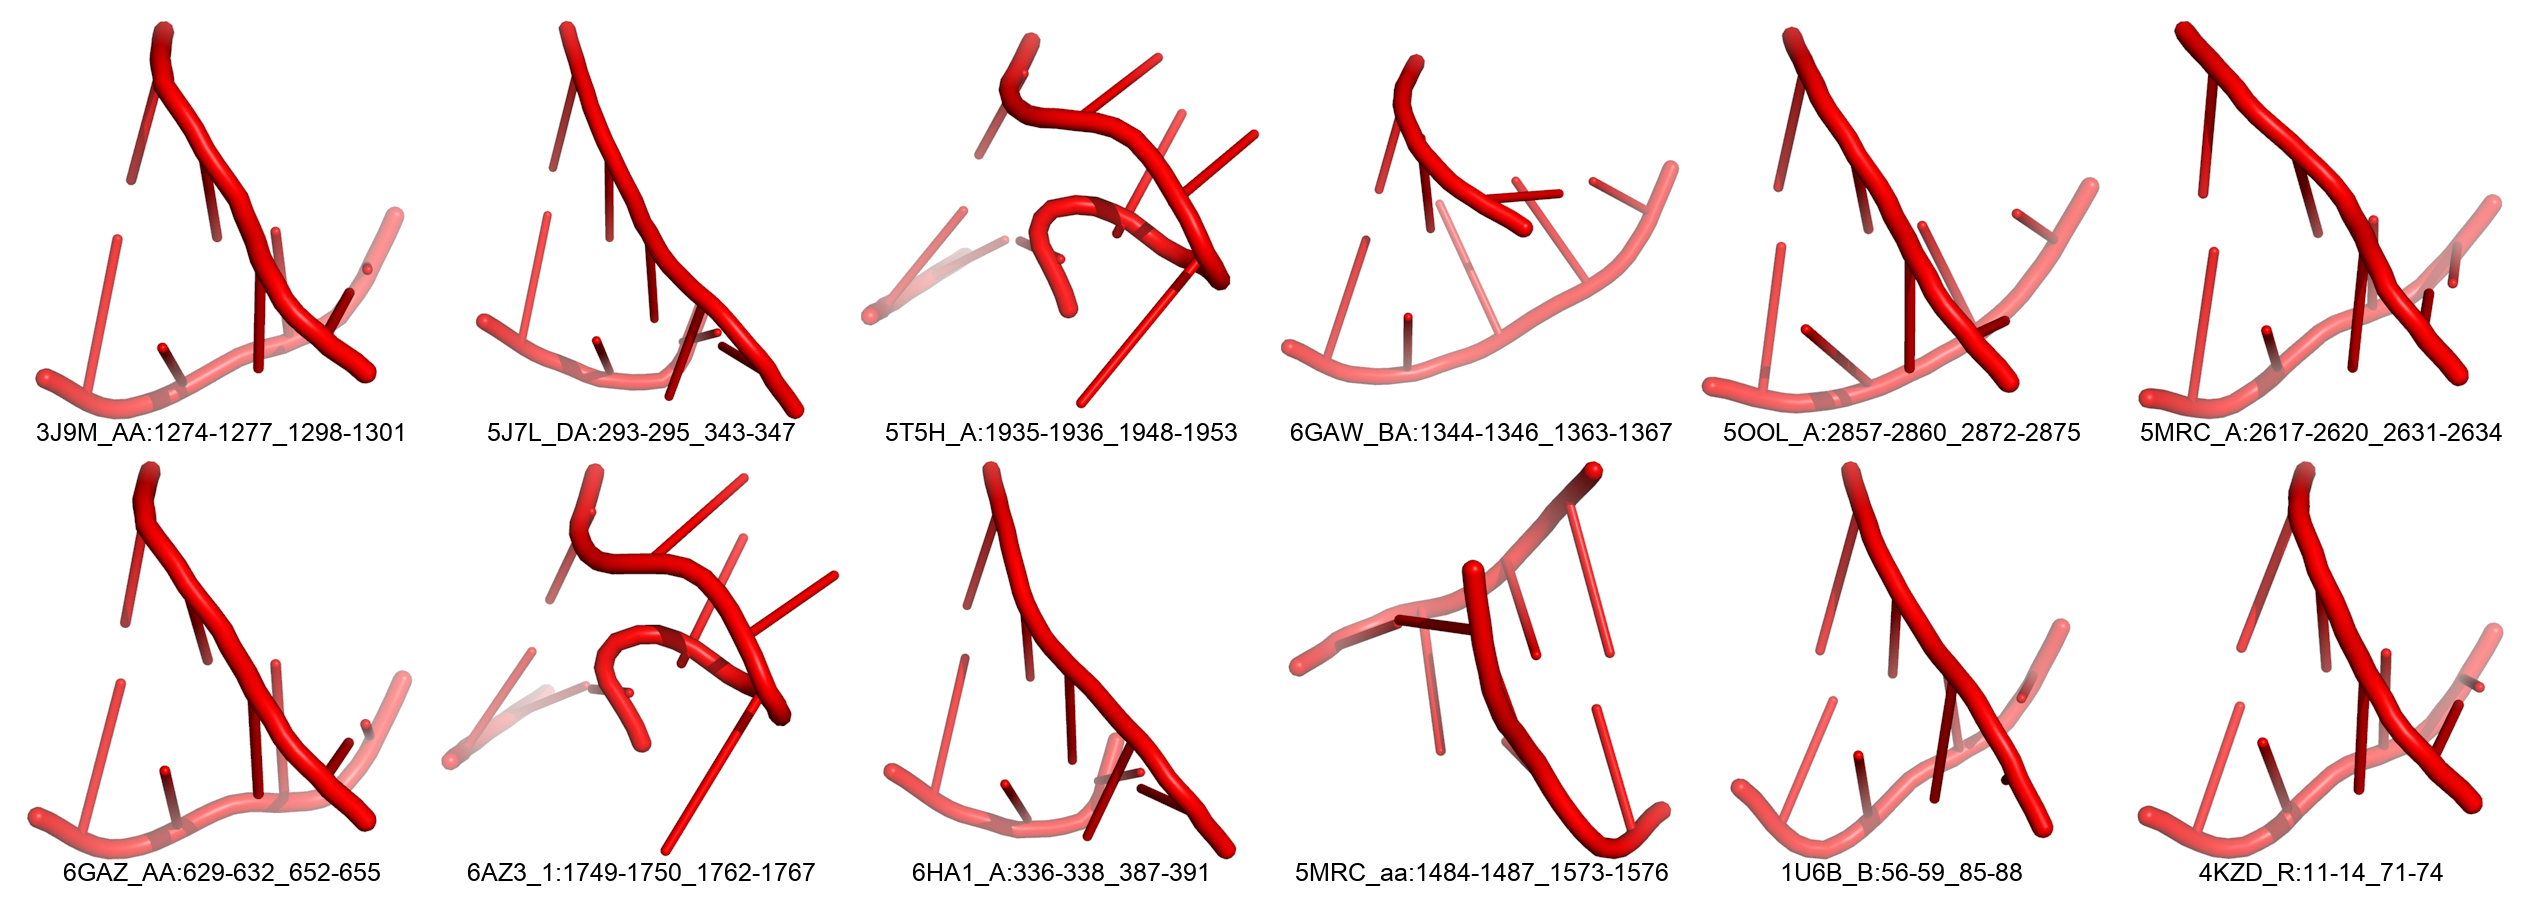 3J9M_AA:1274-1277_1298-1301
5J7L_DA:293-295_343-347
5T5H_A:1935-1936_1948-1953
6GAW_BA:1344-1346_1363-1367
5OOL_A:2857-2860_2872-2875
5MRC_A:2617-2620_2631-2634
6GAZ_AA:629-632_652-655
6AZ3_1:1749-1750_1762-1767
6HA1_A:336-338_387-391
5MRC_aa:1484-1487_1573-1576
1U6B_B:56-59_85-88
4KZD_R:11-14_71-74